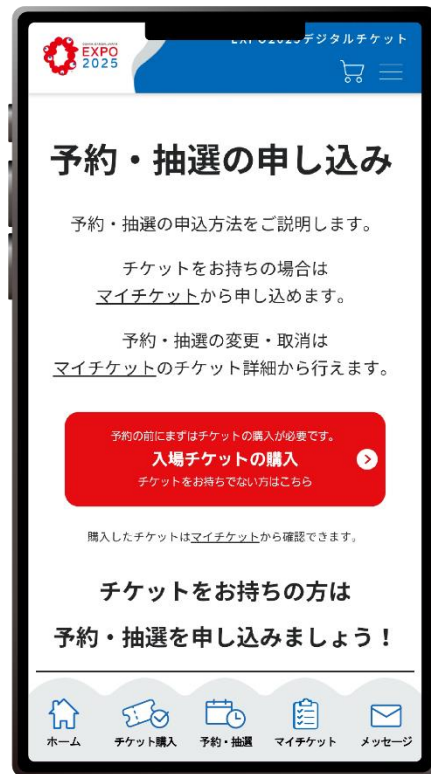 EXPO
2025
EXPO2025デジタルチケット
予約・抽選の申し込み
予約・抽選の申込方法をご説明します。
チケットをお持ちの場合は
マイチケットから申し込めます。
予約・抽選の変更・取消は
マイチケットのチケット詳細から行えます。
予約の前にまずはチケットの購入が必要です。
入場チケットの購入
チケットをお持ちでない方はこちら
購入したチケットはマイチケットから確認できます。
チケットをお持ちの方は
予約・抽選を申し込みましょう！
ホーム
チケット購入
予約・抽選
マイチケット
メッセージ